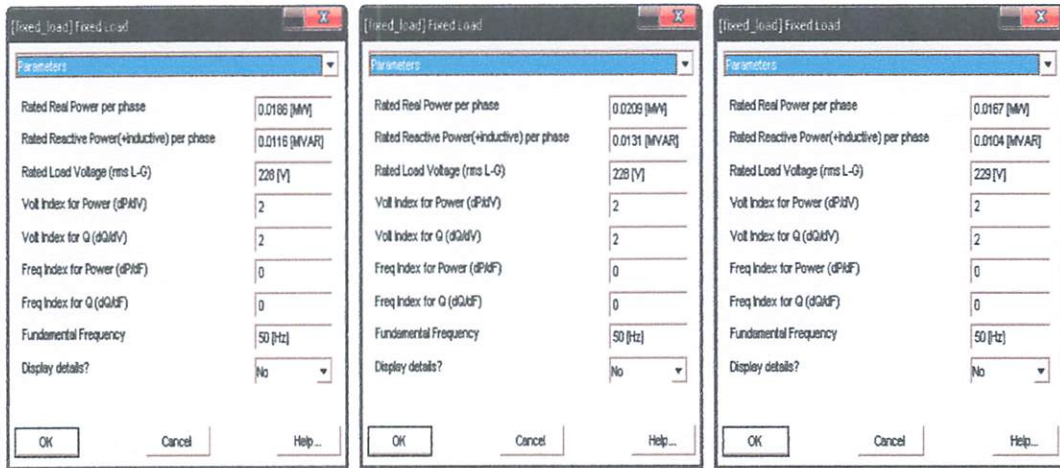 [fixed_load] Fixed Load
Parameters
Rated Real Power per phase 0.0186 [MW]
Rated Reactive Power(+inductive) per phase 0.0116 [MVAR]
Rated Load Voltage (rms L-G) 228 [V]
Volt Index for Power (dP/dV) 2
Volt Index for Q (dQ/dV) 2
Freq Index for Power (dP/dF) 0
Freq Index for Q (dQ/dF) 0
Fundamental Frequency 50 [Hz]
Display details? No
OK Cancel Help...
[fixed_load] Fixed Load
Parameters
Rated Real Power per phase 0.0209 [MW]
Rated Reactive Power(+inductive) per phase 0.0131 [MVAR]
Rated Load Voltage (rms L-G) 228 [V]
Volt Index for Power (dP/dV) 2
Volt Index for Q (dQ/dV) 2
Freq Index for Power (dP/dF) 0
Freq Index for Q (dQ/dF) 0
Fundamental Frequency 50 [Hz]
Display details? No
OK Cancel Help...
[fixed_load] Fixed Load
Parameters
Rated Real Power per phase 0.0167 [MW]
Rated Reactive Power(+inductive) per phase 0.0104 [MVAR]
Rated Load Voltage (rms L-G) 229 [V]
Volt Index for Power (dP/dV) 2
Volt Index for Q (dQ/dV) 2
Freq Index for Power (dP/dF) 0
Freq Index for Q (dQ/dF) 0
Fundamental Frequency 50 [Hz]
Display details? No
OK Cancel Help...